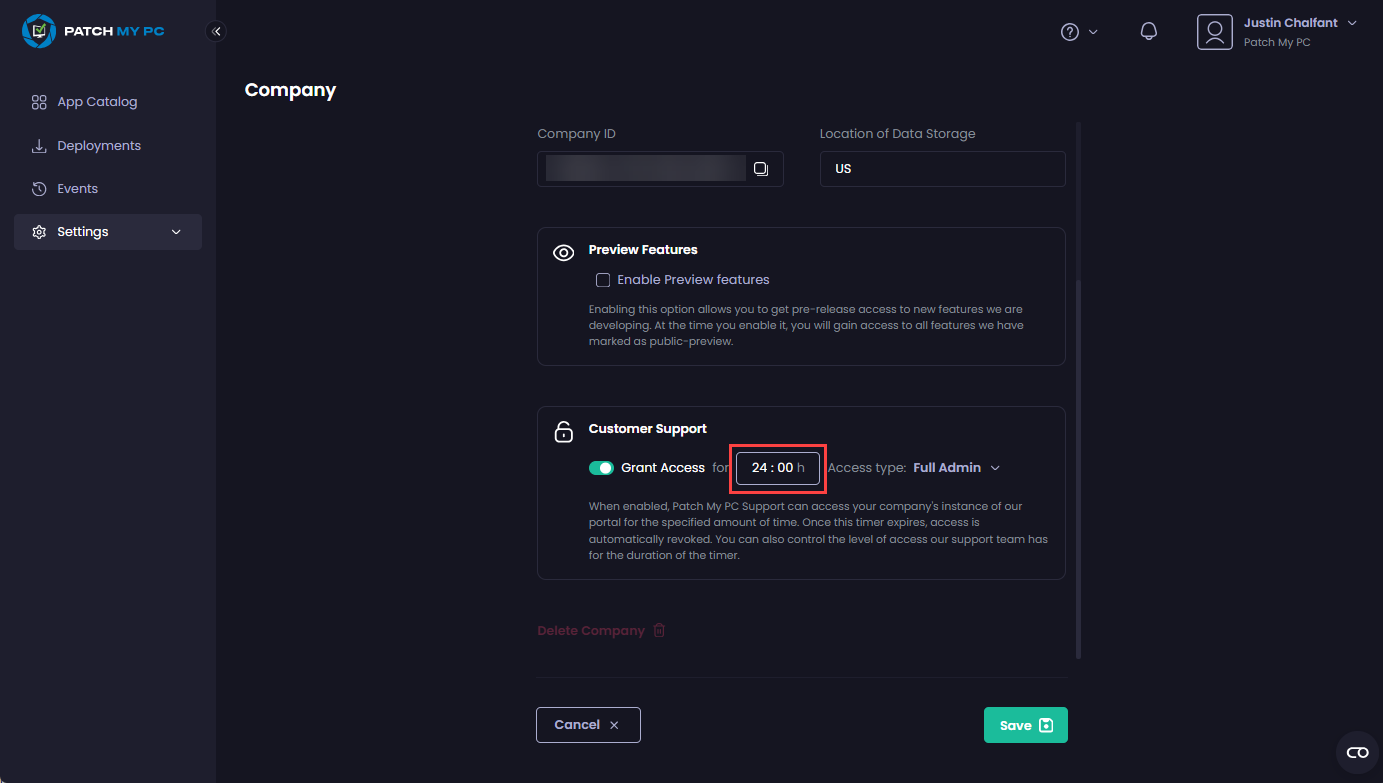 PATCH MY PC
Justin Chalfant
Patch My PC
App Catalog
Deployments
Events
Settings
Company
Company ID
Location of Data Storage
US
Preview Features
Enable Preview features
Enabling this option allows you to get pre-release access to new features we are
developing. At the time you enable it, you will gain access to all features we have
marked as public-preview.
Customer Support
Grant Access for 24 : 00 h Access type: Full Admin
When enabled, Patch My PC Support can access your company's instance of our
portal for the specified amount of time. Once this timer expires, access is
automatically revoked. You can also control the level of access our support team has
for the duration of the timer.
Delete Company
Cancel
Save